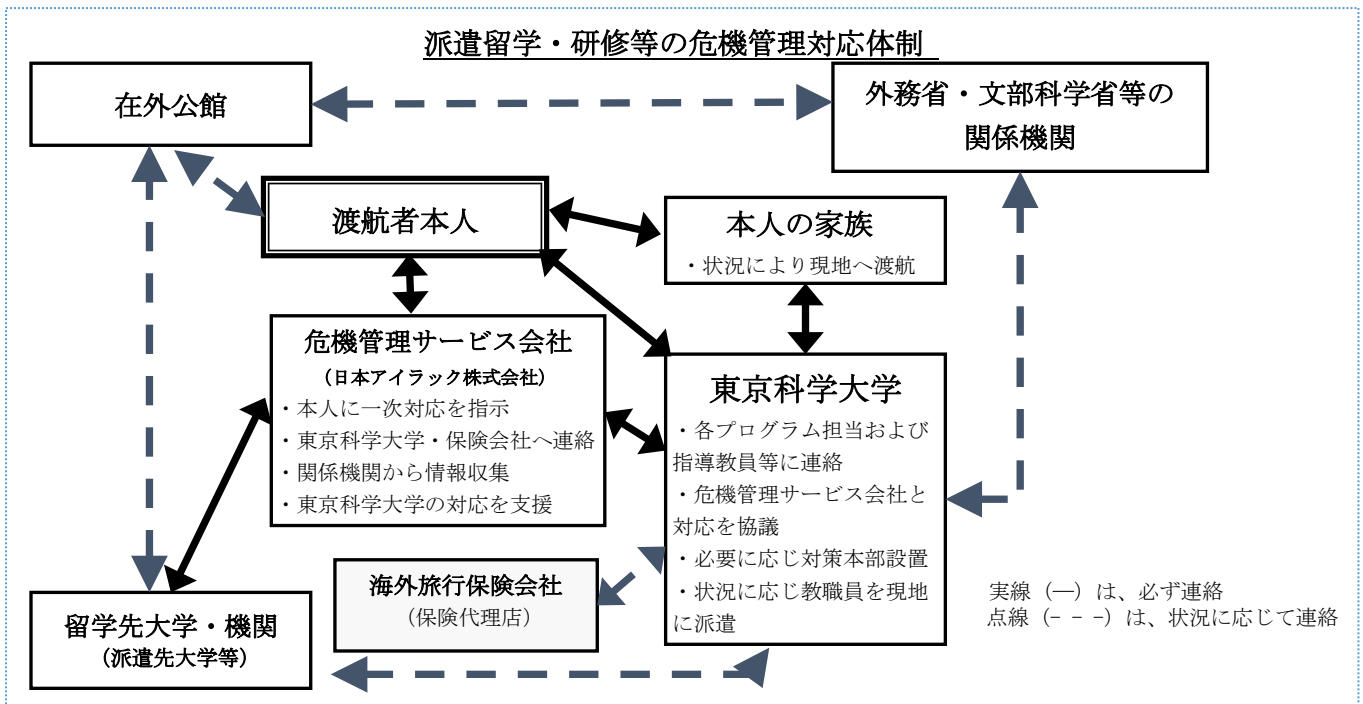 派遣留学・研修等の危機管理対応体制
在外公館
外務省・文部科学省等の
関係機関
渡航者本人
本人の家族
・状況により現地へ渡航
危機管理サービス会社
(日本アイラック株式会社)
・本人に一次対応を指示
・東京科学大学・保険会社へ連絡
・関係機関から情報収集
・東京科学大学の対応を支援
東京科学大学
・各プログラム担当および
指導教員等に連絡
・危機管理サービス会社と
対応を協議
・必要に応じ対策本部設置
・状況に応じ教職員を現地
に派遣
海外旅行保険会社
（保険代理店）
留学先大学・機関
(派遣先大学等)
実線（―）は、必ず連絡
点線（- - -）は、状況に応じて連絡